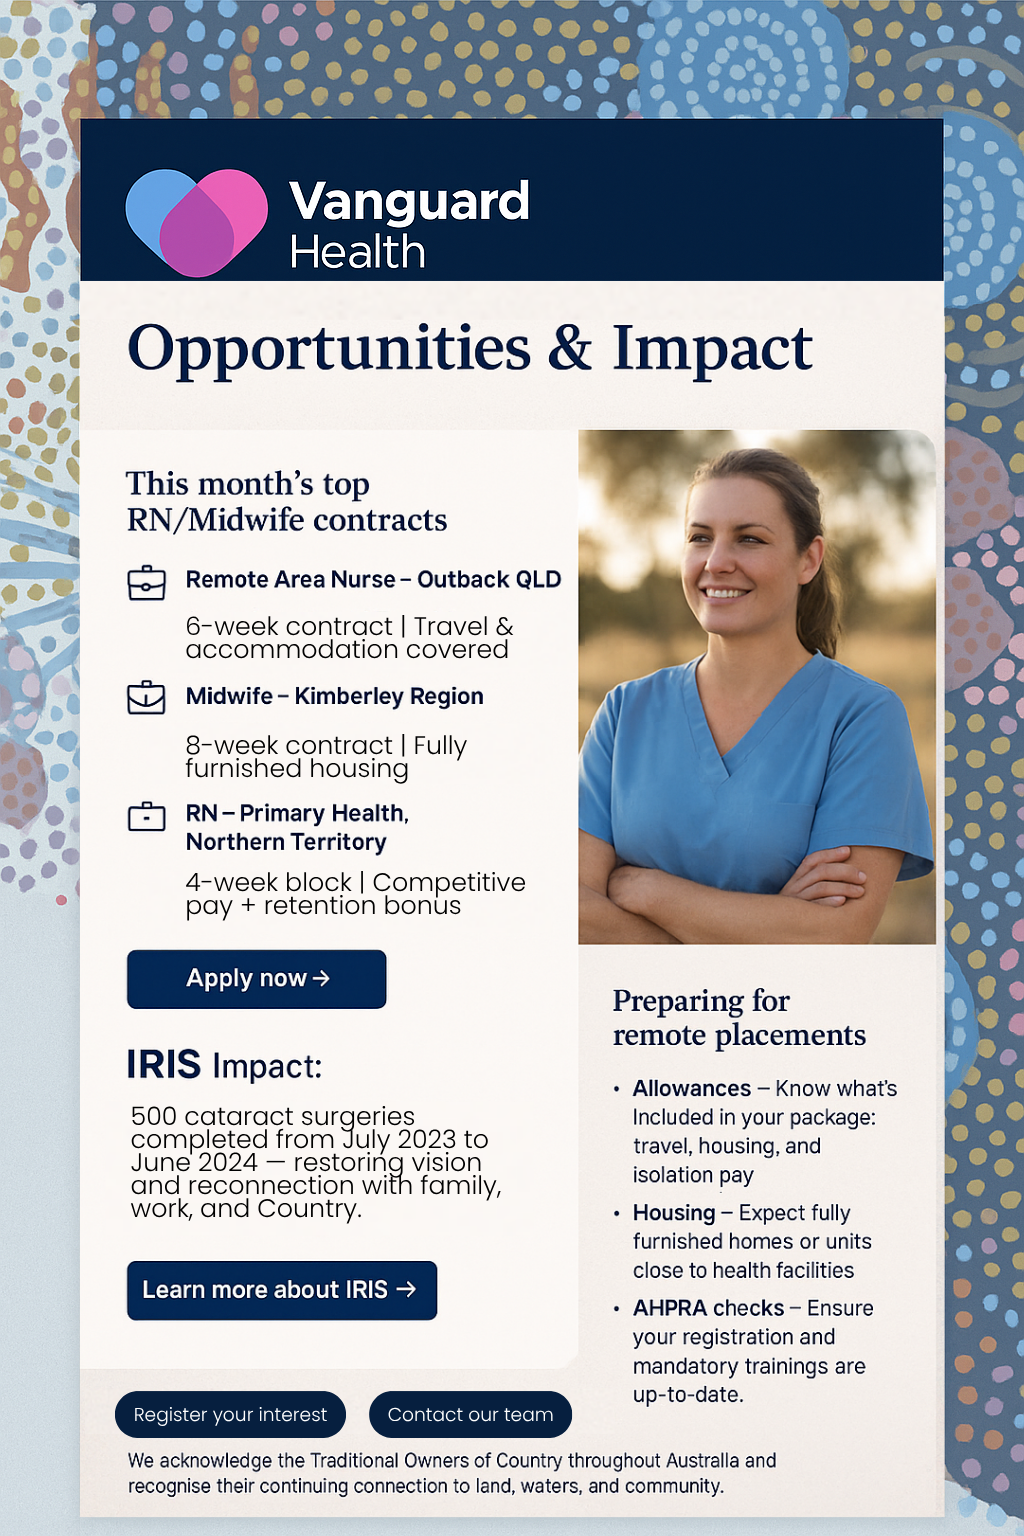 Vanguard
Health
Opportunities & Impact
This month's top
RN/Midwife contracts
Remote Area Nurse – Outback QLD
6-week contract | Travel &
accommodation covered
Midwife – Kimberley Region
8-week contract | Fully
furnished housing
RN – Primary Health,
Northern Territory
4-week block | Competitive
pay + retention bonus
Apply now →
IRIS Impact:
500 cataract surgeries
completed from July 2023 to
June 2024 — restoring vision
and reconnection with family,
work, and Country.
Learn more about IRIS →
Preparing for
remote placements
• Allowances – Know what's
Included in your package:
travel, housing, and
isolation pay
• Housing – Expect fully
furnished homes or units
close to health facilities
• AHPRA checks – Ensure
your registration and
mandatory trainings are
up-to-date.
Register your interest
Contact our team
We acknowledge the Traditional Owners of Country throughout Australia and
recognise their continuing connection to land, waters, and community.